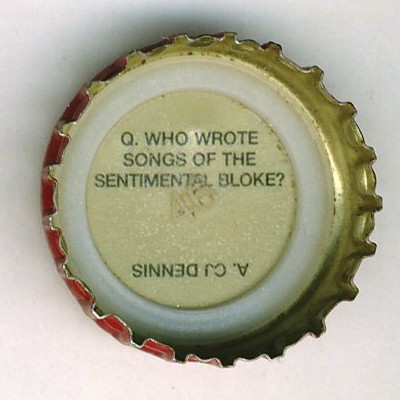 Q. WHO WROTE
SONGS OF THE
SENTIMENTAL BLOKE?
A. CJ DENNIS